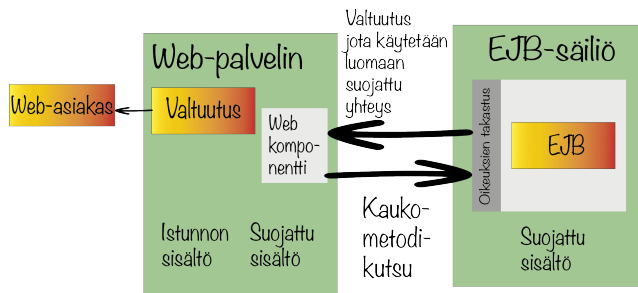 Web-asiakas
Web-palvelin
Valtuutus
Web
kompo-
nentti
Istunnon
sisältö
Suojattu
sisältö
Valtuutus
jota käytetään
luomaan
suojattu
yhteys
Kauko-
metodi-
kutsu
EJB-säiliö
Oikeuksien takastus
EJB
Suojattu
sisältö